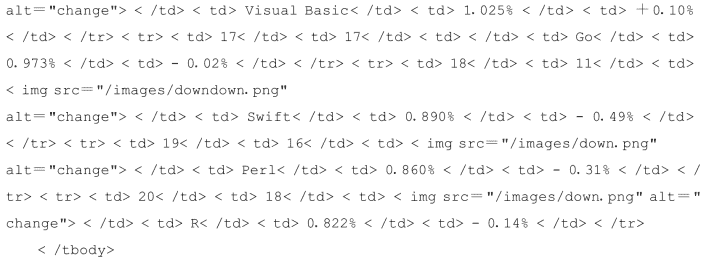 alt="change"> < /td> < td> Visual Basic< /td> < td> 1.025% < /td> < td> +0.10%
< /td> < /tr> < tr> < td> 17< /td> < td> 17< /td> < td> < /td> < td> Go< /td> < td>
0.973% < /td> < td> - 0.02% < /td> < /tr> < tr> < td> 18< /td> < td> 11< /td> < td>
< img src="/images/downdown.png"
alt="change"> < /td> < td> Swift< /td> < td> 0.890% < /td> < td> - 0.49% < /td>
< /tr> < tr> < td> 19< /td> < td> 16< /td> < td> < img src="/images/down.png"
alt="change"> < /td> < td> Perl< /td> < td> 0.860% < /td> < td> - 0.31% < /td> < /
tr> < tr> < td> 20< /td> < td> 18< /td> < td> < img src="/images/down.png" alt="
change"> < /td> < td> R< /td> < td> 0.822% < /td> < td> - 0.14% < /td> < /tr>
< /tbody>